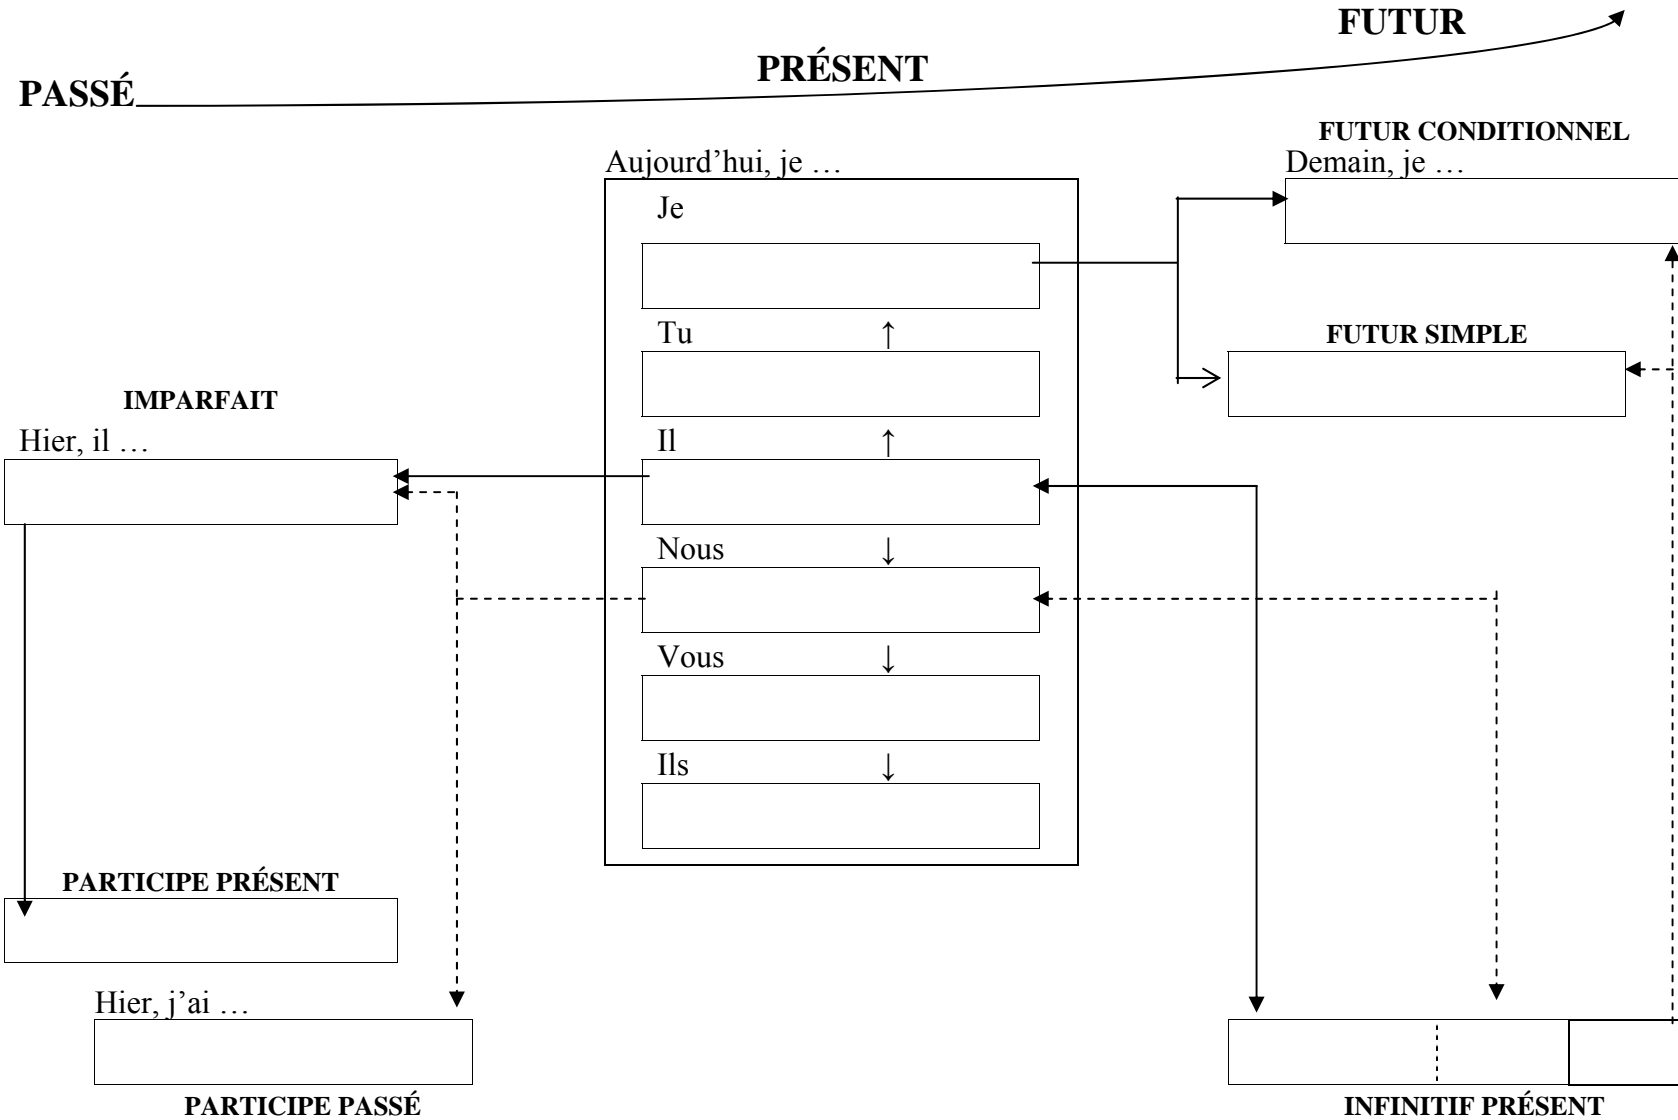 FUTUR
PRÉSENT
PASSÉ
FUTUR CONDITIONNEL
Aujourd’hui, je …
Demain, je …
Je
Tu ↑
FUTUR SIMPLE
IMPARFAIT
Hier, il …
Il ↑
Nous ↓
Vous ↓
Ils ↓
PARTICIPE PRÉSENT
Hier, j’ai …
PARTICIPE PASSÉ
INFINITIF PRÉSENT